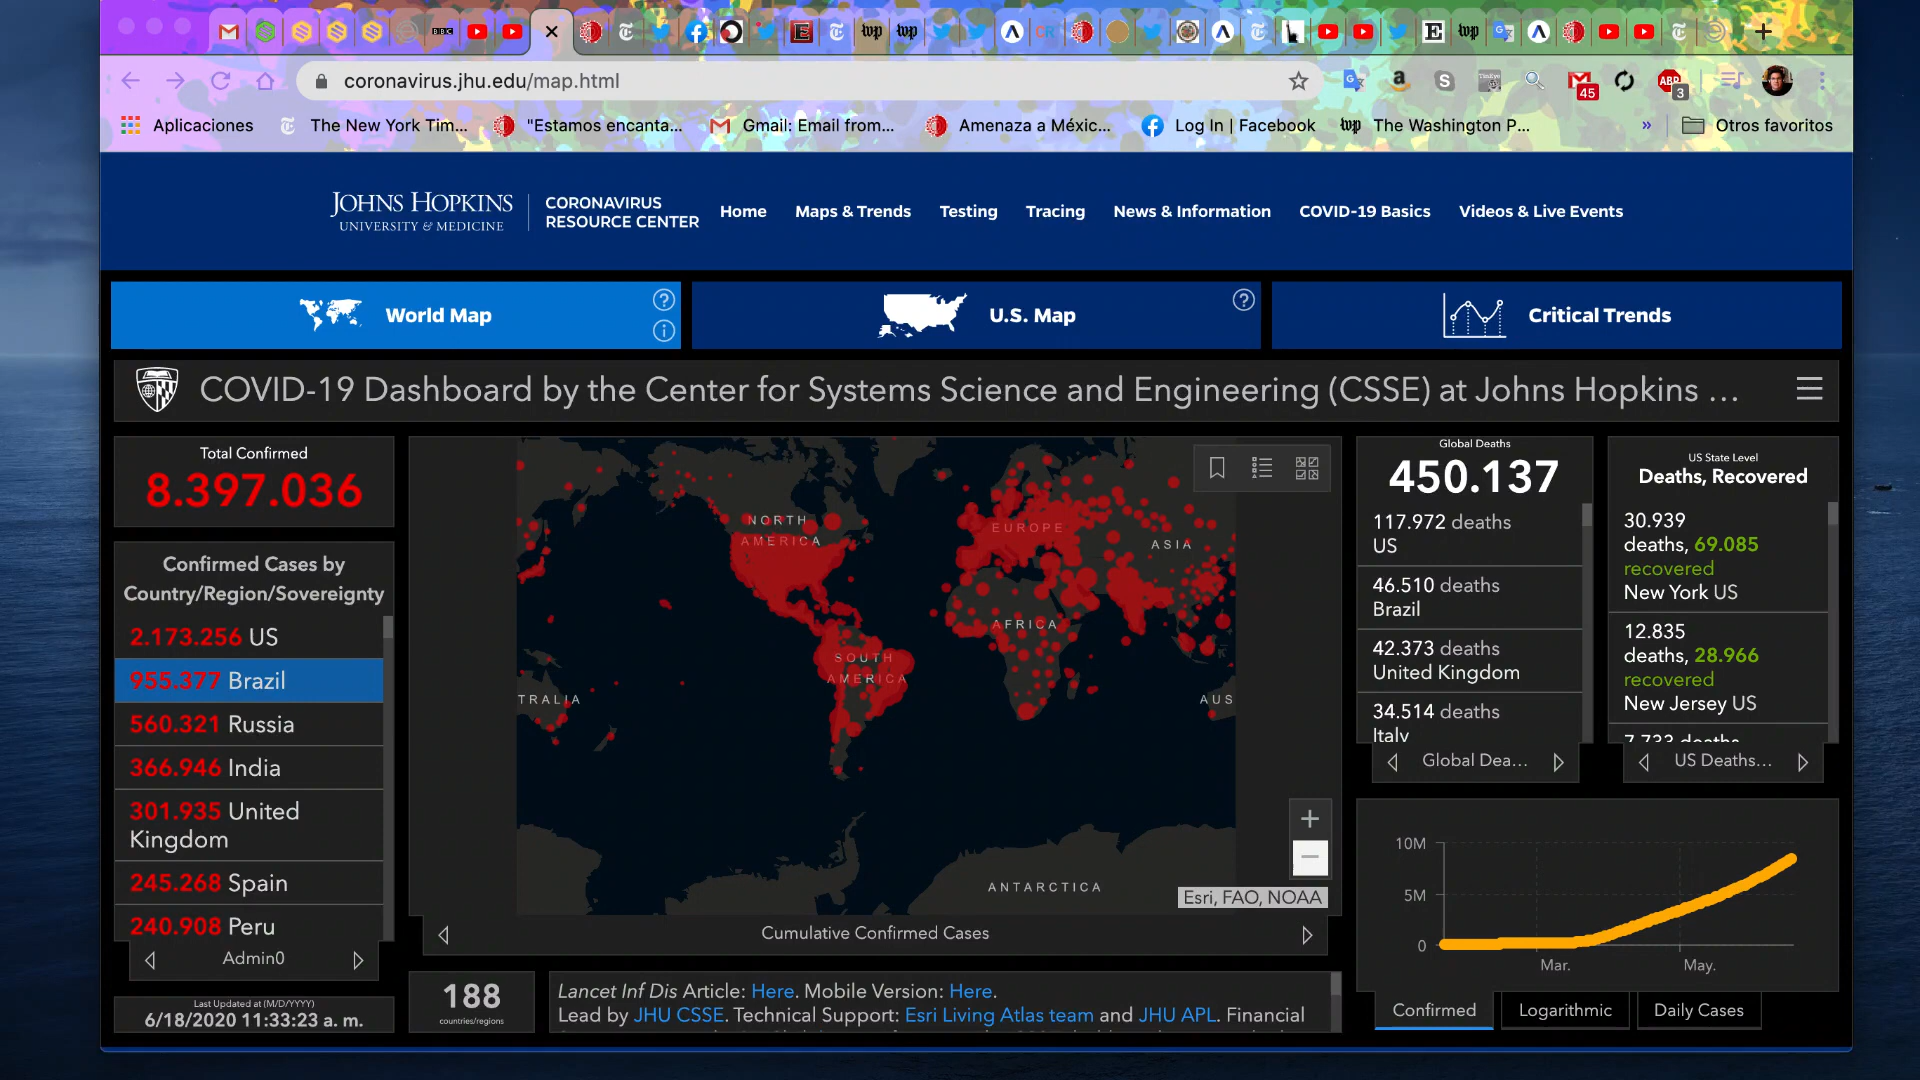 BBC
coronavirus.jhu.edu/map.html
45
ABP
3
Aplicaciones
The New York Tim...
"Estamos encanta...
Gmail: Email from...
Amenaza a Méxic...
Log In | Facebook
wp
The Washington P...
»
Otros favoritos
JOHNS HOPKINS
UNIVERSITY & MEDICINE
CORONAVIRUS
RESOURCE CENTER
Home
Maps & Trends
Testing
Tracing
News & Information
COVID-19 Basics
Videos & Live Events
World Map
U.S. Map
Critical Trends
COVID-19 Dashboard by the Center for Systems Science and Engineering (CSSE) at Johns Hopkins ...
Total Confirmed
8.397.036
Confirmed Cases by
Country/Region/Sovereignty
2.173.256 US
955.377 Brazil
560.321 Russia
366.946 India
301.935 United
Kingdom
245.268 Spain
240.908 Peru
Admin0
Last Updated at (M/D/YYYY)
6/18/2020 11:33:23 a. m.
NORTH
AMERICA
EUROPE
ASIA
AFRICA
SOUTH
AMERICA
TRALIA
AUS
ANTARCTICA
Esri, FAO, NOAA
Cumulative Confirmed Cases
188
countries/regions
Lancet Inf Dis Article: Here. Mobile Version: Here.
Lead by JHU CSSE. Technical Support: Esri Living Atlas team and JHU APL. Financial
Global Deaths
450.137
117.972 deaths
US
46.510 deaths
Brazil
42.373 deaths
United Kingdom
34.514 deaths
Italy
Global Dea...
US State Level
Deaths, Recovered
30.939
deaths, 69.085
recovered
New York US
12.835
deaths, 28.966
recovered
New Jersey US
7.733 deaths
US Deaths...
10M
5M
0
Mar.
May.
Confirmed
Logarithmic
Daily Cases